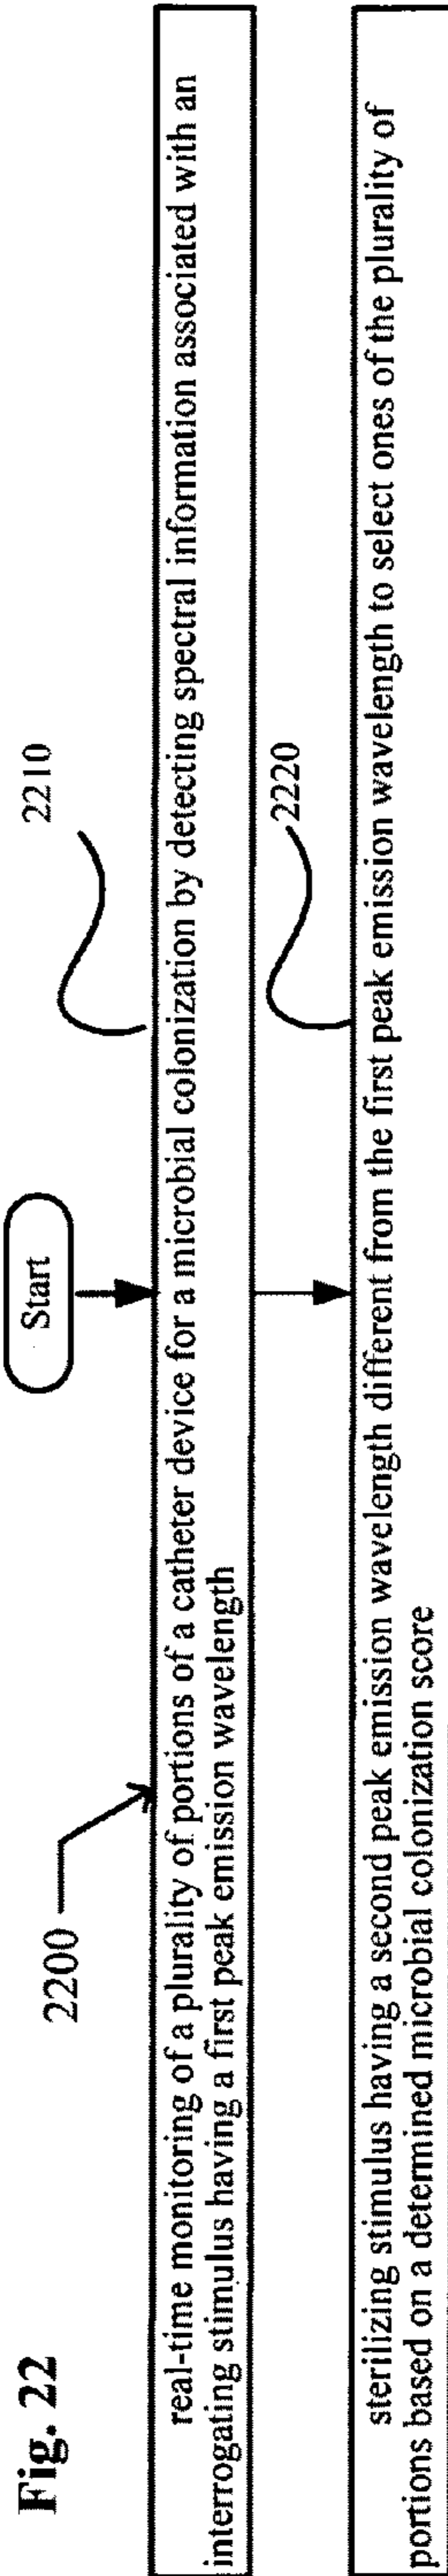 Fig. 22
2200
Start
2210
real-time monitoring of a plurality of portions of a catheter device for a microbial colonization by detecting spectral information associated with an
interrogating stimulus having a first peak emission wavelength
2220
sterilizing stimulus having a second peak emission wavelength different from the first peak emission wavelength to select ones of the plurality of
portions based on a determined microbial colonization score